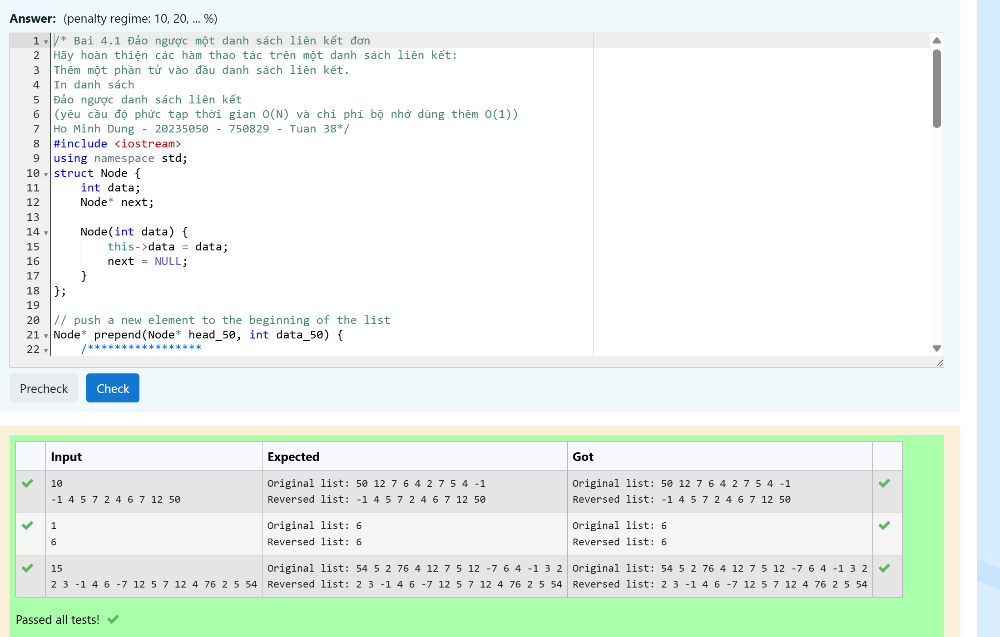 Answer: (penalty regime: 10, 20, ... %)
1 /* Bai 4.1 Đảo ngược một danh sách liên kết đơn
2 Hãy hoàn thiện các hàm thao tác trên một danh sách liên kết:
3 Thêm một phần tử vào đầu danh sách liên kết.
4 In danh sách
5 Đảo ngược danh sách liên kết
6 (yêu cầu độ phức tạp thời gian O(N) và chi phí bộ nhớ dùng thêm O(1))
7 Ho Minh Dung - 20235050 - 750829 - Tuan 38*/
8 #include <iostream>
9 using namespace std;
10 struct Node {
11     int data;
12     Node* next;
13
14     Node(int data) {
15         this->data = data;
16         next = NULL;
17     }
18 };
19
20 // push a new element to the beginning of the list
21 Node* prepend(Node* head_50, int data_50) {
22     /*****************
Precheck Check
Input Expected Got
10 Original list: 50 12 7 6 4 2 7 5 4 -1 Original list: 50 12 7 6 4 2 7 5 4 -1
-1 4 5 7 2 4 6 7 12 50 Reversed list: -1 4 5 7 2 4 6 7 12 50 Reversed list: -1 4 5 7 2 4 6 7 12 50
1 Original list: 6 Original list: 6
6 Reversed list: 6 Reversed list: 6
15 Original list: 54 5 2 76 4 12 7 5 12 -7 6 4 -1 3 2 Original list: 54 5 2 76 4 12 7 5 12 -7 6 4 -1 3 2
2 3 -1 4 6 -7 12 5 7 12 4 76 2 5 54 Reversed list: 2 3 -1 4 6 -7 12 5 7 12 4 76 2 5 54 Reversed list: 2 3 -1 4 6 -7 12 5 7 12 4 76 2 5 54
Passed all tests!